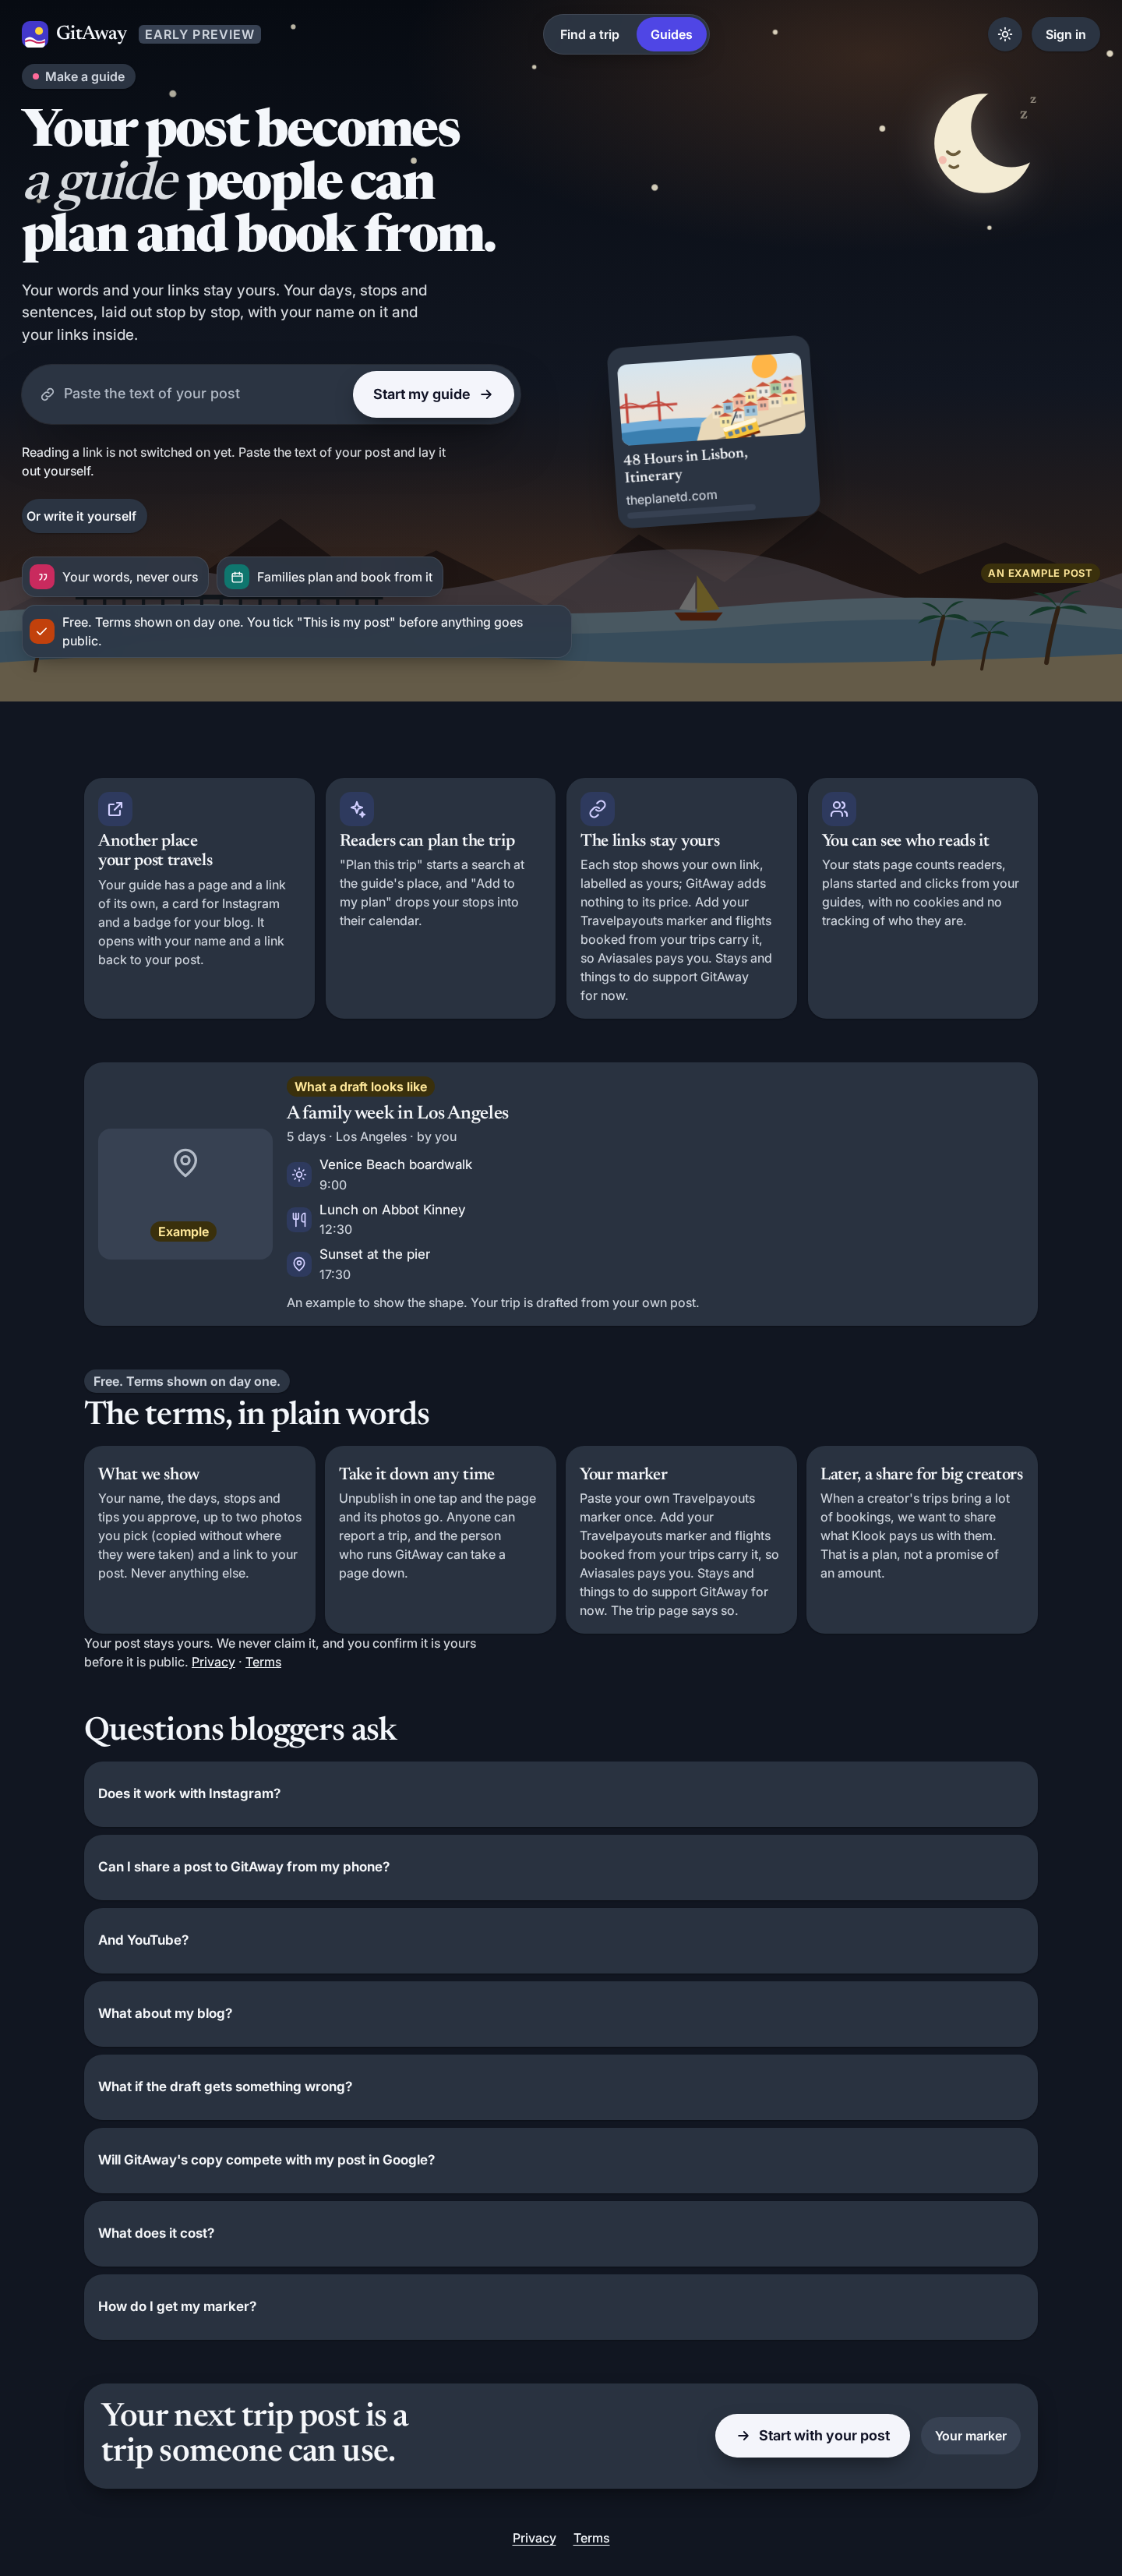 GitAway EARLY PREVIEW
Find a trip
Guides
Sign in
Make a guide
z
z
Your post becomes
a guide people can
plan and book from.
Your words and your links stay yours. Your days, stops and
sentences, laid out stop by stop, with your name on it and
your links inside.
Paste the text of your post
Start my guide
Reading a link is not switched on yet. Paste the text of your post and lay it
out yourself.
Or write it yourself
48 Hours in Lisbon,
Itinerary
theplanetd.com
AN EXAMPLE POST
Your words, never ours
Families plan and book from it
Free. Terms shown on day one. You tick "This is my post" before anything goes
public.
Another place
your post travels
Your guide has a page and a link
of its own, a card for Instagram
and a badge for your blog. It
opens with your name and a link
back to your post.
Readers can plan the trip
"Plan this trip" starts a search at
the guide's place, and "Add to
my plan" drops your stops into
their calendar.
The links stay yours
Each stop shows your own link,
labelled as yours; GitAway adds
nothing to its price. Add your
Travelpayouts marker and flights
booked from your trips carry it,
so Aviasales pays you. Stays and
things to do support GitAway
for now.
You can see who reads it
Your stats page counts readers,
plans started and clicks from your
guides, with no cookies and no
tracking of who they are.
Example
What a draft looks like
A family week in Los Angeles
5 days · Los Angeles · by you
Venice Beach boardwalk
9:00
Lunch on Abbot Kinney
12:30
Sunset at the pier
17:30
An example to show the shape. Your trip is drafted from your own post.
Free. Terms shown on day one.
The terms, in plain words
What we show
Your name, the days, stops and
tips you approve, up to two photos
you pick (copied without where
they were taken) and a link to your
post. Never anything else.
Take it down any time
Unpublish in one tap and the page
and its photos go. Anyone can
report a trip, and the person
who runs GitAway can take a
page down.
Your marker
Paste your own Travelpayouts
marker once. Add your
Travelpayouts marker and flights
booked from your trips carry it, so
Aviasales pays you. Stays and
things to do support GitAway for
now. The trip page says so.
Later, a share for big creators
When a creator's trips bring a lot
of bookings, we want to share
what Klook pays us with them.
That is a plan, not a promise of
an amount.
Your post stays yours. We never claim it, and you confirm it is yours
before it is public. Privacy · Terms
Questions bloggers ask
Does it work with Instagram?
Can I share a post to GitAway from my phone?
And YouTube?
What about my blog?
What if the draft gets something wrong?
Will GitAway's copy compete with my post in Google?
What does it cost?
How do I get my marker?
Your next trip post is a
trip someone can use.
Start with your post
Your marker
Privacy
Terms